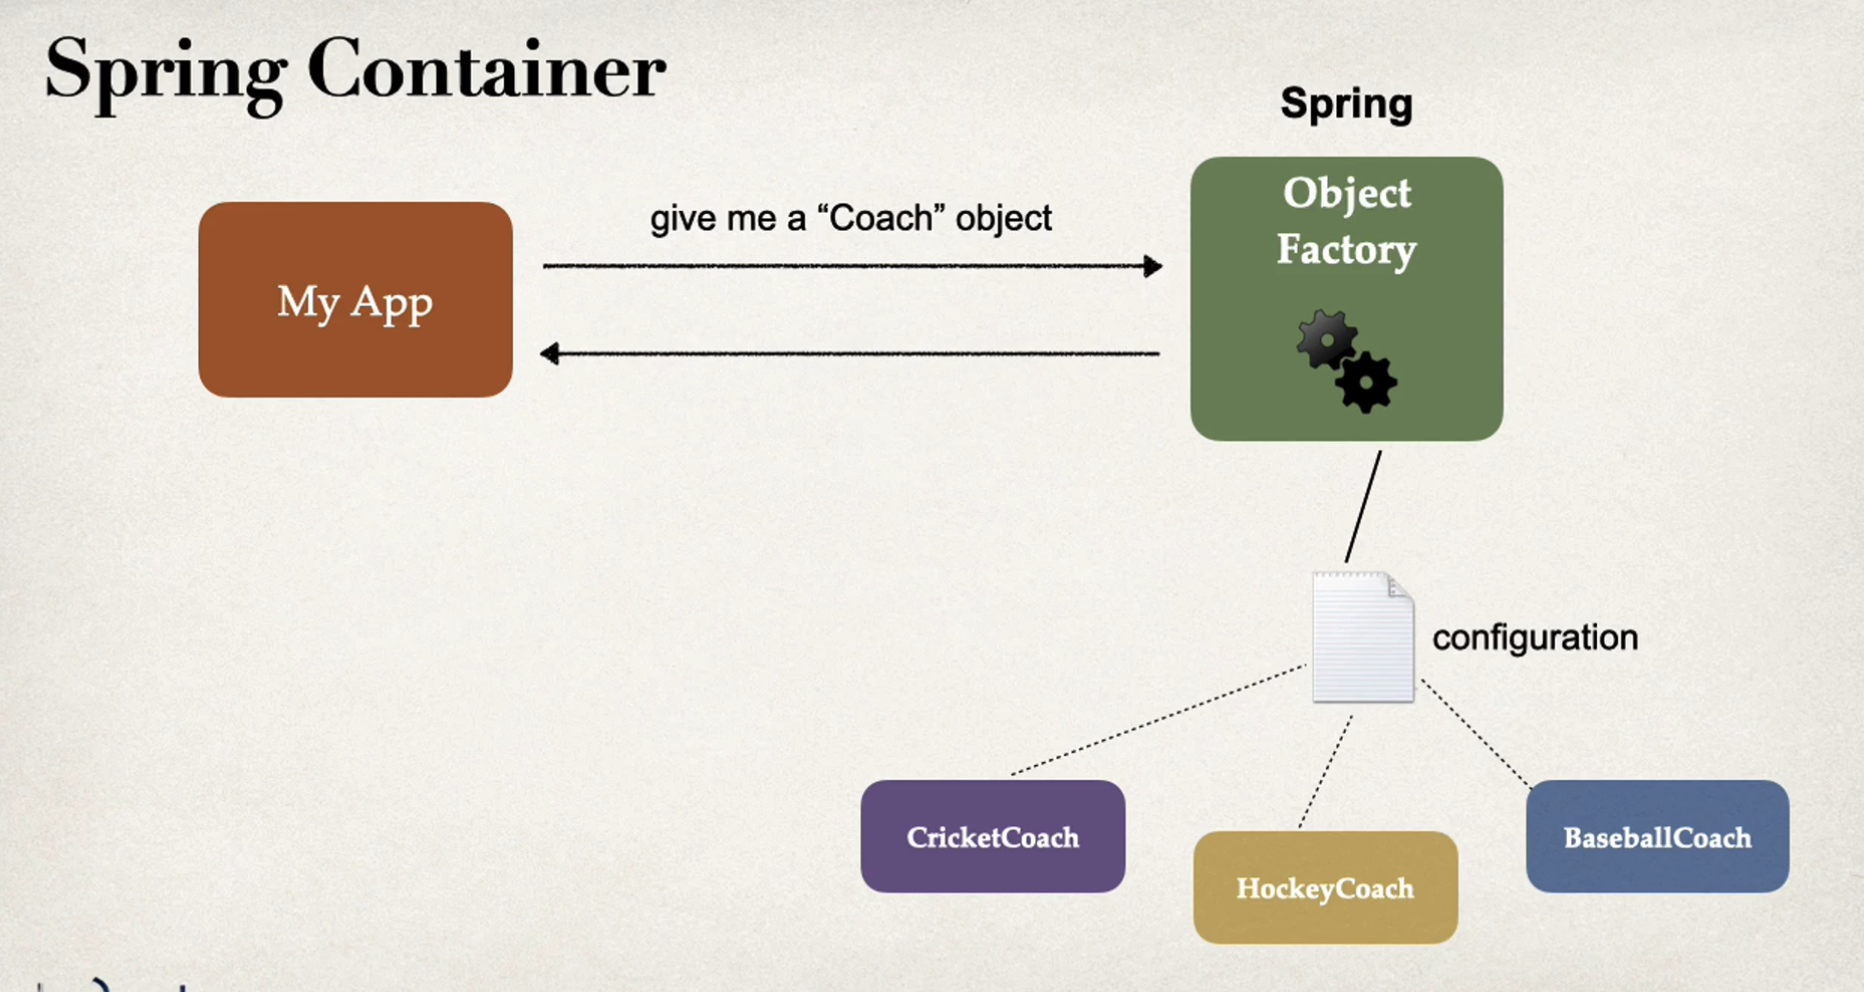 Spring Container
Spring
give me a “Coach” object
Object
Factory
My App
configuration
CricketCoach
HockeyCoach
BaseballCoach